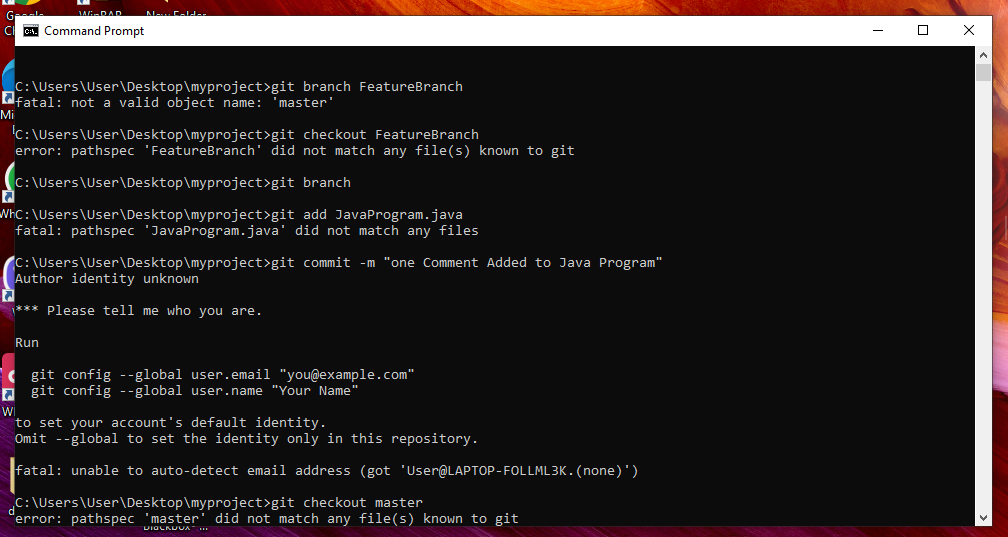 Google
WinRAR
New Folder
Command Prompt
C:\Users\User\Desktop\myproject>git branch FeatureBranch
fatal: not a valid object name: 'master'
C:\Users\User\Desktop\myproject>git checkout FeatureBranch
error: pathspec 'FeatureBranch' did not match any file(s) known to git
C:\Users\User\Desktop\myproject>git branch
C:\Users\User\Desktop\myproject>git add JavaProgram.java
fatal: pathspec 'JavaProgram.java' did not match any files
C:\Users\User\Desktop\myproject>git commit -m "one Comment Added to Java Program"
Author identity unknown
*** Please tell me who you are.
Run
git config --global user.email "you@example.com"
git config --global user.name "Your Name"
to set your account's default identity.
Omit --global to set the identity only in this repository.
fatal: unable to auto-detect email address (got 'User@LAPTOP-FOLLML3K.(none)')
C:\Users\User\Desktop\myproject>git checkout master
error: pathspec 'master' did not match any file(s) known to git